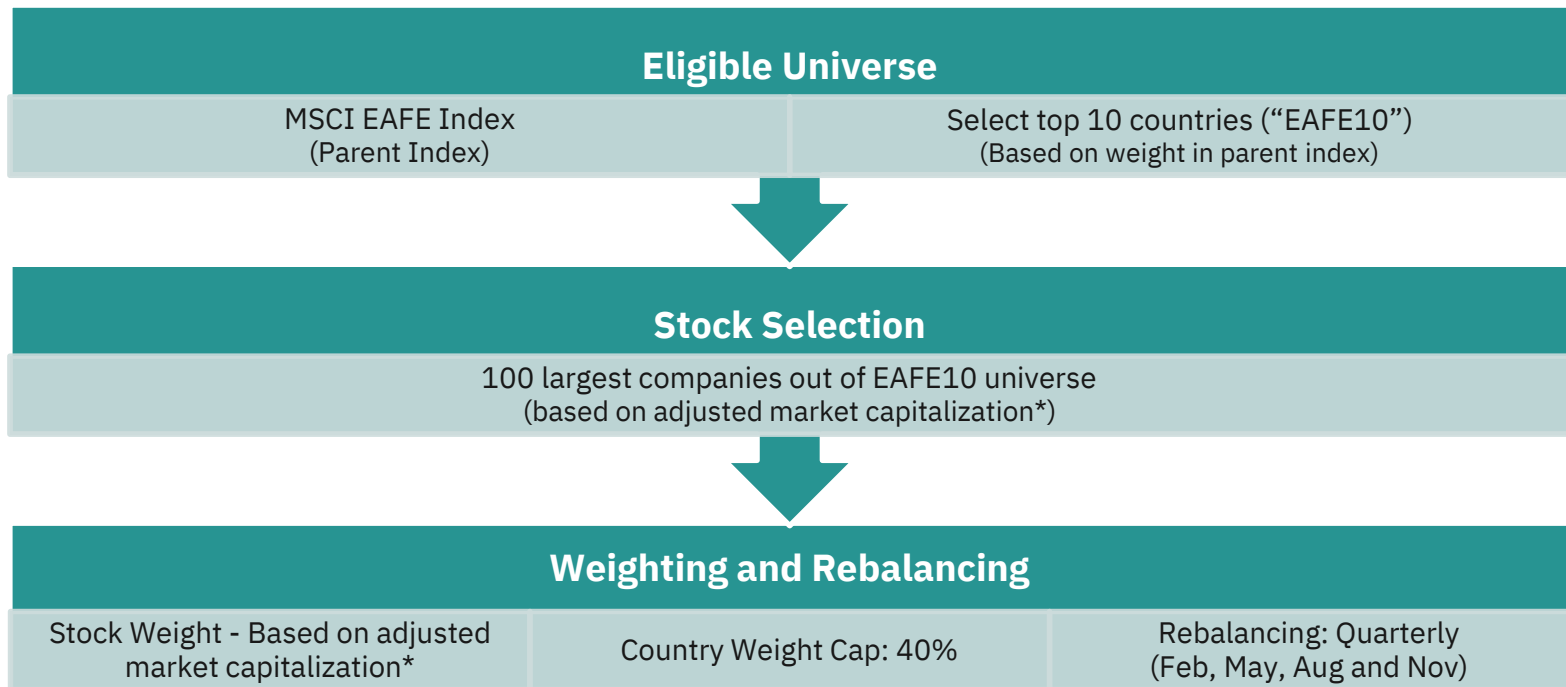 Eligible Universe
MSCI EAFE Index
(Parent Index)
Select top 10 countries (“EAFE10”)
(Based on weight in parent index)
Stock Selection
100 largest companies out of EAFE10 universe
(based on adjusted market capitalization*)
Weighting and Rebalancing
Stock Weight - Based on adjusted
market capitalization*
Country Weight Cap: 40%
Rebalancing: Quarterly
(Feb, May, Aug and Nov)